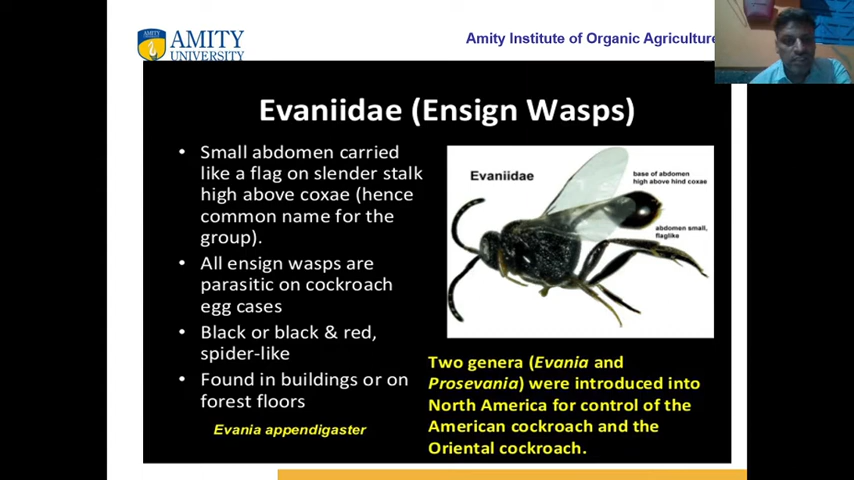 AMITY
AMITY
UNIVERSITY
Amity Institute of Organic Agriculture
Evaniidae (Ensign Wasps)
• Small abdomen carried
like a flag on slender stalk
high above coxae (hence
common name for the
group).
• All ensign wasps are
parasitic on cockroach
egg cases
• Black or black & red,
spider-like
• Found in buildings or on
forest floors
Evania appendigaster
Evaniidae
base of abdomen
high above hind coxae
abdomen small,
flaglike
Two genera (Evania and
Prosevania) were introduced into
North America for control of the
American cockroach and the
Oriental cockroach.